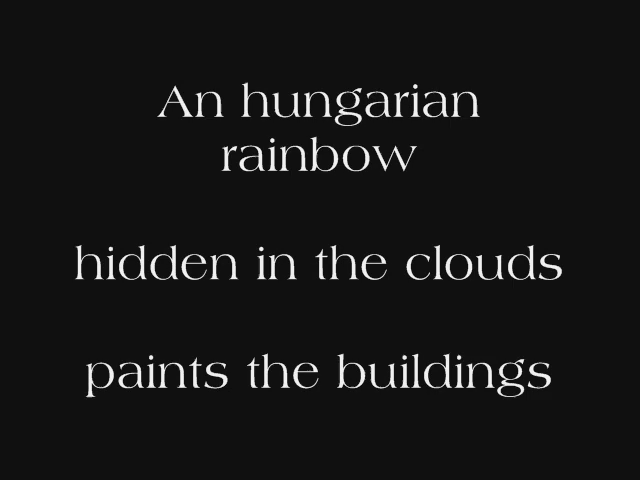 An hungarian
rainbow
hidden in the clouds
paints the buildings